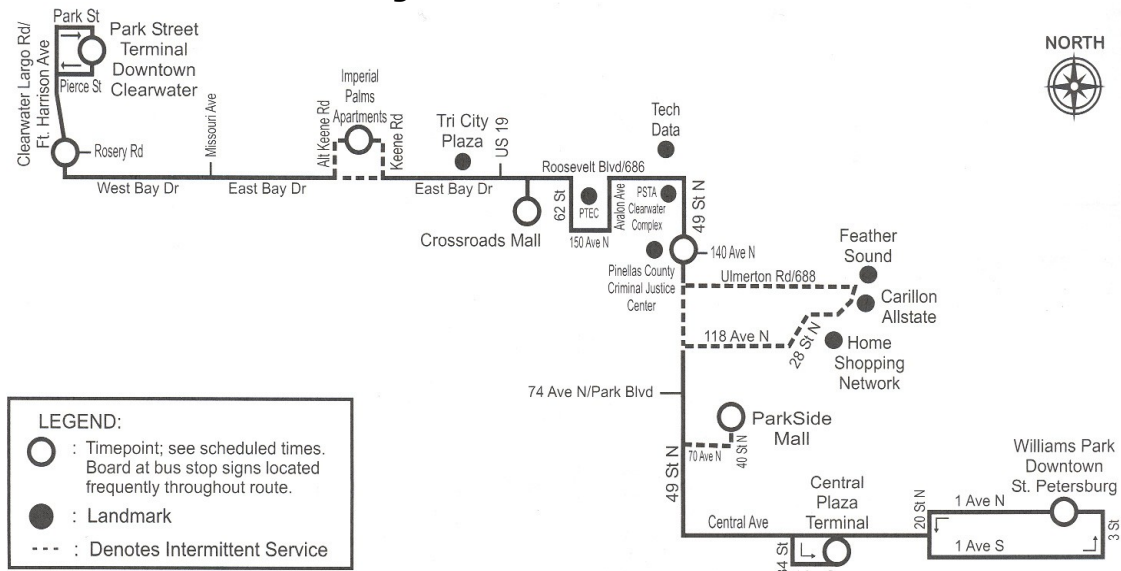 Park St
Park Street
Terminal
Downtown
Clearwater
Pierce St
Clearwater Largo Rd/
Ft. Harrison Ave
Rosery Rd
Missouri Ave
West Bay Dr
East Bay Dr
Alt Keene Rd
Imperial
Palms
Apartments
Keene Rd
Tri City
Plaza
US 19
East Bay Dr
Crossroads Mall
62 St
Roosevelt Blvd/686
PTEC
150 Ave N
Avalon Ave
Tech
Data
PSTA
Clearwater
Complex
49 St N
NORTH
140 Ave N
Pinellas County
Criminal Justice
Center
Ulmerton Rd/688
Feather
Sound
Carillon
Allstate
118 Ave N
28 St N
Home
Shopping
Network
74 Ave N/Park Blvd
ParkSide
Mall
70 Ave N
40 St N
49 St N
Central Ave
Central
Plaza
Terminal
20 St N
Williams Park
Downtown
St. Petersburg
1 Ave N
1 Ave S
3 St
LEGEND:
: Timepoint; see scheduled times.
Board at bus stop signs located
frequently throughout route.
: Landmark
: Denotes Intermittent Service